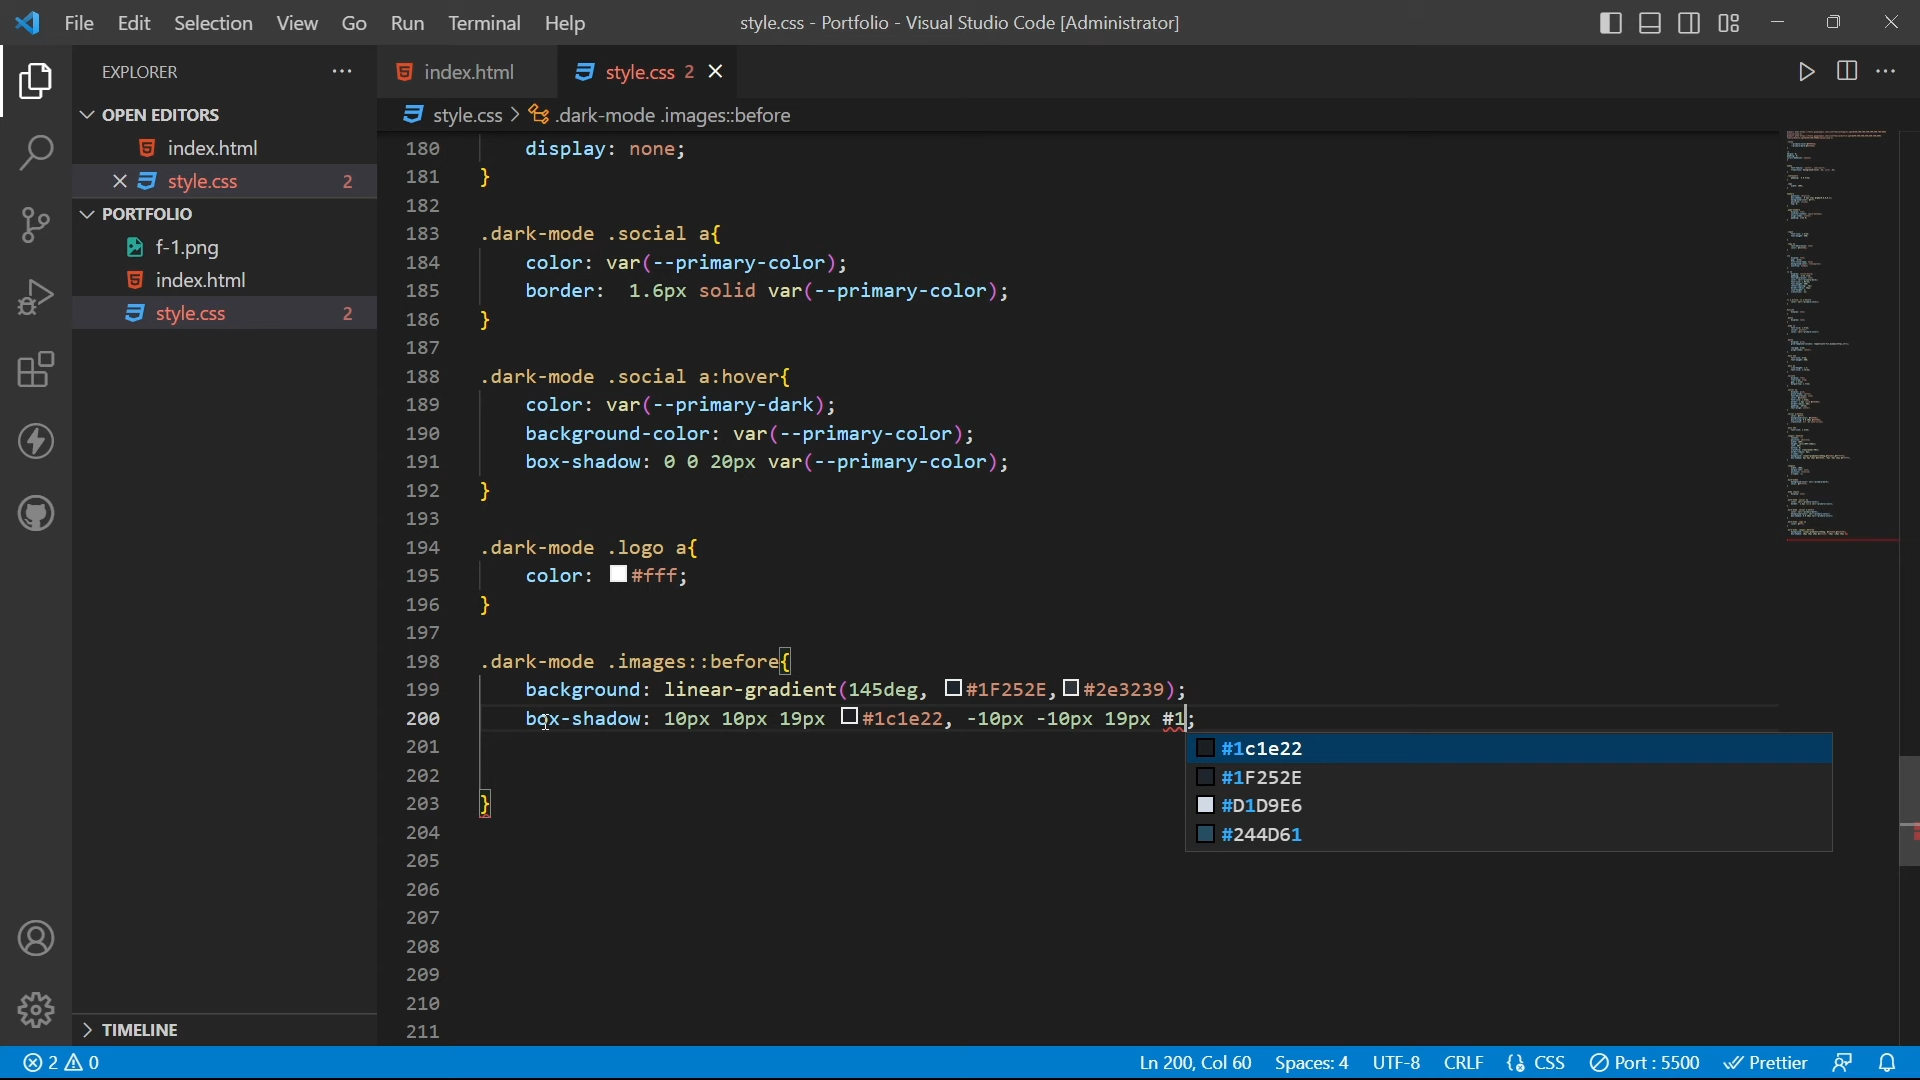 File Edit Selection View Go Run Terminal Help
style.css - Portfolio - Visual Studio Code [Administrator]
EXPLORER
index.html
style.css 2
OPEN EDITORS
style.css > .dark-mode .images::before
index.html
style.css 2
PORTFOLIO
f-1.png
index.html
style.css 2
180 display: none;
181 }
182
183 .dark-mode .social a{
184 color: var(--primary-color);
185 border:  1.6px solid var(--primary-color);
186 }
187
188 .dark-mode .social a:hover{
189 color: var(--primary-dark);
190 background-color: var(--primary-color);
191 box-shadow: 0 0 20px var(--primary-color);
192 }
193
194 .dark-mode .logo a{
195 color: #fff;
196 }
197
198 .dark-mode .images::before{
199 background: linear-gradient(145deg, #1F252E,#2e3239);
200 box-shadow: 10px 10px 19px #1c1e22, -10px -10px 19px #1;
201
202
203 }
204
205
206
207
208
209
210
211
#1c1e22
#1F252E
#D1D9E6
#244D61
TIMELINE
2 0
Ln 200, Col 60 Spaces: 4 UTF-8 CRLF {} CSS Port : 5500 Prettier